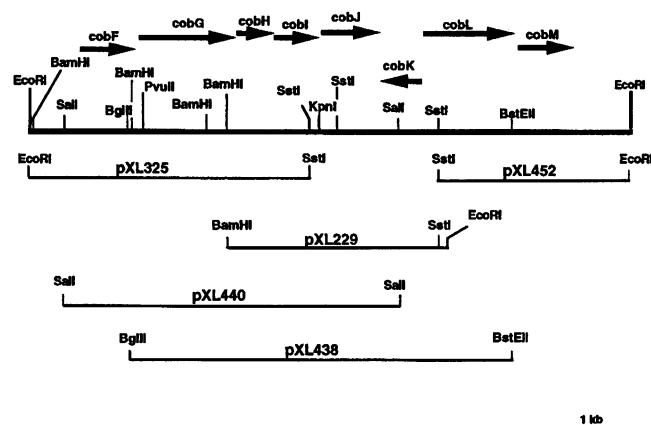 cobF cobG cobH cobI cobJ cobL cobM
cobK
EcoRI BamHI SalI BglII BamHI PvuII BamHI BamHI SstI KpnI SstI SalI SstI BstEII EcoRI
EcoRI pXL325 SstI SstI pXL452 EcoRI
BamHI pXL229 SstI EcoRI
SalI pXL440 SalI
BglII pXL438 BstEII
1 kb